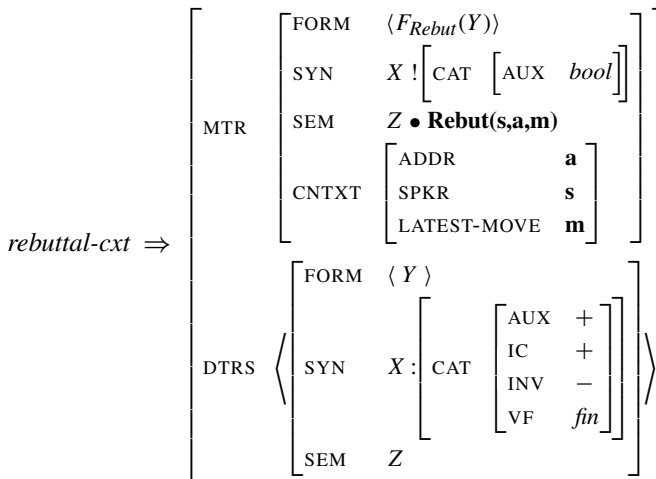 FORM ⟨F_Rebut(Y)⟩
SYN X ! [CAT [AUX bool]]
MTR SEM Z • Rebut(s,a,m)
ADDR a
CNTXT SPKR s
LATEST-MOVE m
rebuttal-cxt ⇒
FORM ⟨ Y ⟩
AUX +
DTRS SYN X : CAT IC +
INV −
VF fin
SEM Z